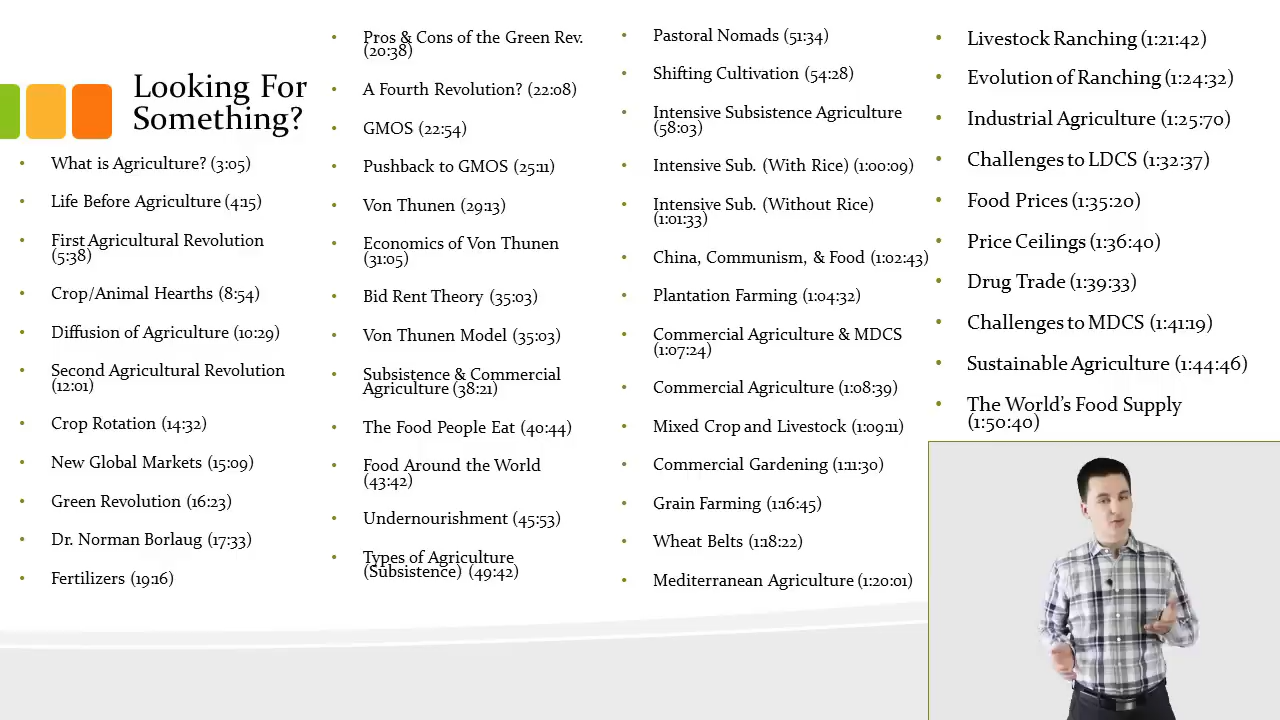 Looking For
Something?
What is Agriculture? (3:05)
Life Before Agriculture (4:15)
First Agricultural Revolution
(5:38)
Crop/Animal Hearths (8:54)
Diffusion of Agriculture (10:29)
Second Agricultural Revolution
(12:01)
Crop Rotation (14:32)
New Global Markets (15:09)
Green Revolution (16:23)
Dr. Norman Borlaug (17:33)
Fertilizers (19:16)
Pros & Cons of the Green Rev.
(20:38)
A Fourth Revolution? (22:08)
GMOS (22:54)
Pushback to GMOS (25:11)
Von Thunen (29:13)
Economics of Von Thunen
(31:05)
Bid Rent Theory (35:03)
Von Thunen Model (35:03)
Subsistence & Commercial
Agriculture (38:21)
The Food People Eat (40:44)
Food Around the World
(43:42)
Undernourishment (45:53)
Types of Agriculture
(Subsistence) (49:42)
Pastoral Nomads (51:34)
Shifting Cultivation (54:28)
Intensive Subsistence Agriculture
(58:03)
Intensive Sub. (With Rice) (1:00:09)
Intensive Sub. (Without Rice)
(1:01:33)
China, Communism, & Food (1:02:43)
Plantation Farming (1:04:32)
Commercial Agriculture & MDCS
(1:07:24)
Commercial Agriculture (1:08:39)
Mixed Crop and Livestock (1:09:11)
Commercial Gardening (1:11:30)
Grain Farming (1:16:45)
Wheat Belts (1:18:22)
Mediterranean Agriculture (1:20:01)
Livestock Ranching (1:21:42)
Evolution of Ranching (1:24:32)
Industrial Agriculture (1:25:70)
Challenges to LDCS (1:32:37)
Food Prices (1:35:20)
Price Ceilings (1:36:40)
Drug Trade (1:39:33)
Challenges to MDCS (1:41:19)
Sustainable Agriculture (1:44:46)
The World's Food Supply
(1:50:40)